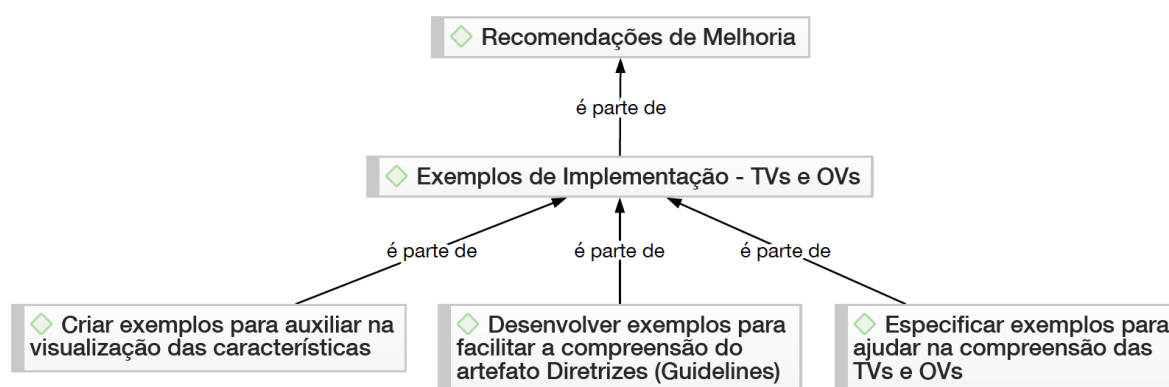 Recomendações de Melhoria
é parte de
Exemplos de Implementação - TVs e OVs
é parte de
é parte de
é parte de
Criar exemplos para auxiliar na
visualização das características
Desenvolver exemplos para
facilitar a compreensão do
artefato Diretrizes (Guidelines)
Especificar exemplos para
ajudar na compreensão das
TVs e OVs